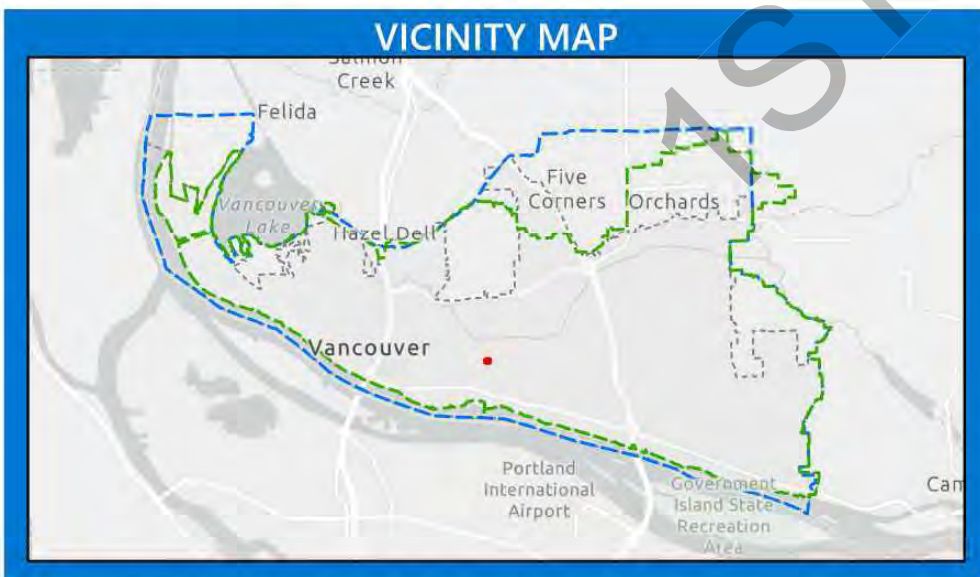 VICINITY MAP
Salmon
Creek
Felida
Five
Corners
Orchards
Vancouver
Lake
Hazel Dell
Vancouver
Portland
International
Airport
Government
Island State
Recreation
Area